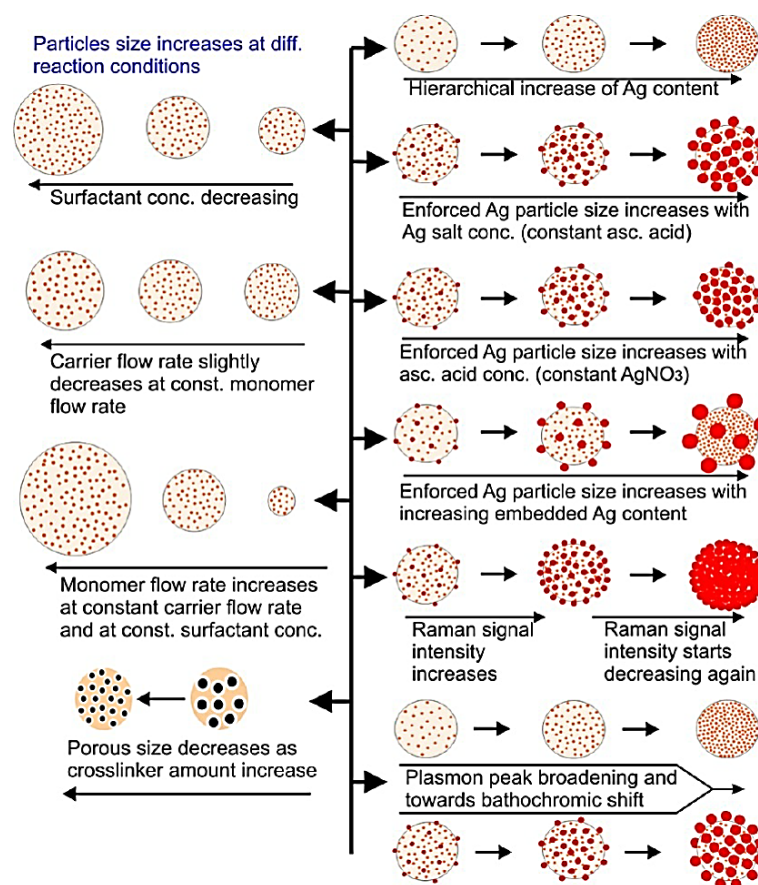 Particles size increases at diff.
reaction conditions
Surfactant conc. decreasing
Carrier flow rate slightly
decreases at const. monomer
flow rate
Monomer flow rate increases
at constant carrier flow rate
and at const. surfactant conc.
Porous size decreases as
crosslinker amount increase
Hierarchical increase of Ag content
Enforced Ag particle size increases with
Ag salt conc. (constant asc. acid)
Enforced Ag particle size increases with
asc. acid conc. (constant AgNO₃)
Enforced Ag particle size increases with
increasing embedded Ag content
Raman signal
intensity
increases
Raman signal
intensity starts
decreasing again
Plasmon peak broadening and
towards bathochromic shift